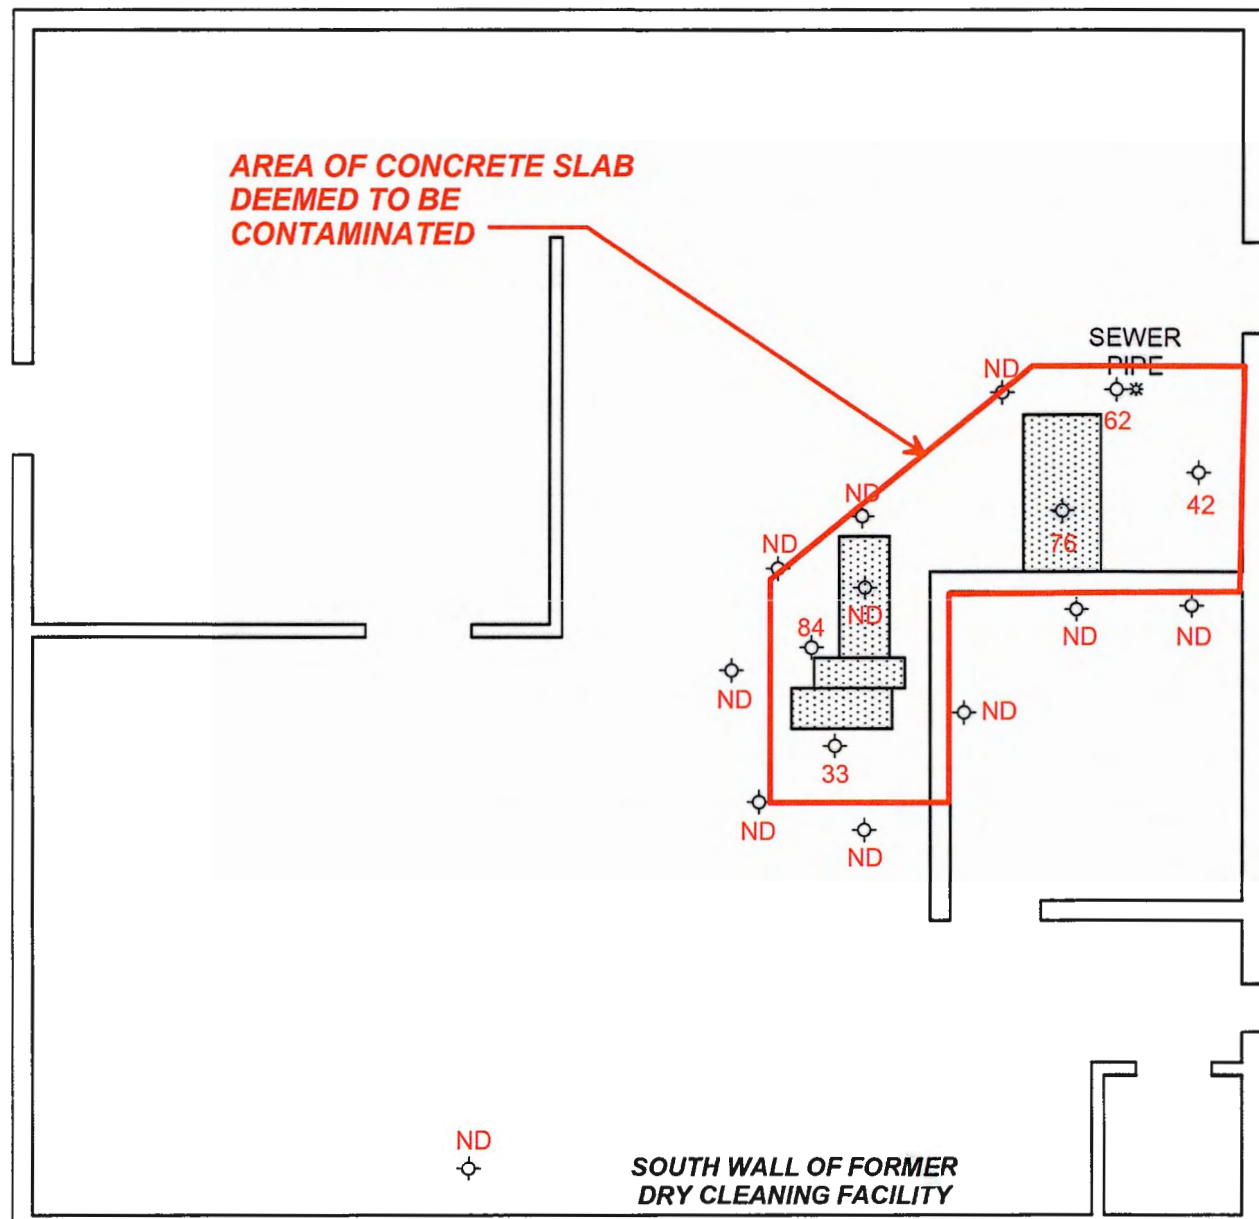 AREA OF CONCRETE SLAB
DEEMED TO BE
CONTAMINATED
SEWER
PIPE
ND
62
ND
42
76
ND
ND
84
ND
ND
ND
ND
33
ND
ND
ND
SOUTH WALL OF FORMER
DRY CLEANING FACILITY
ND